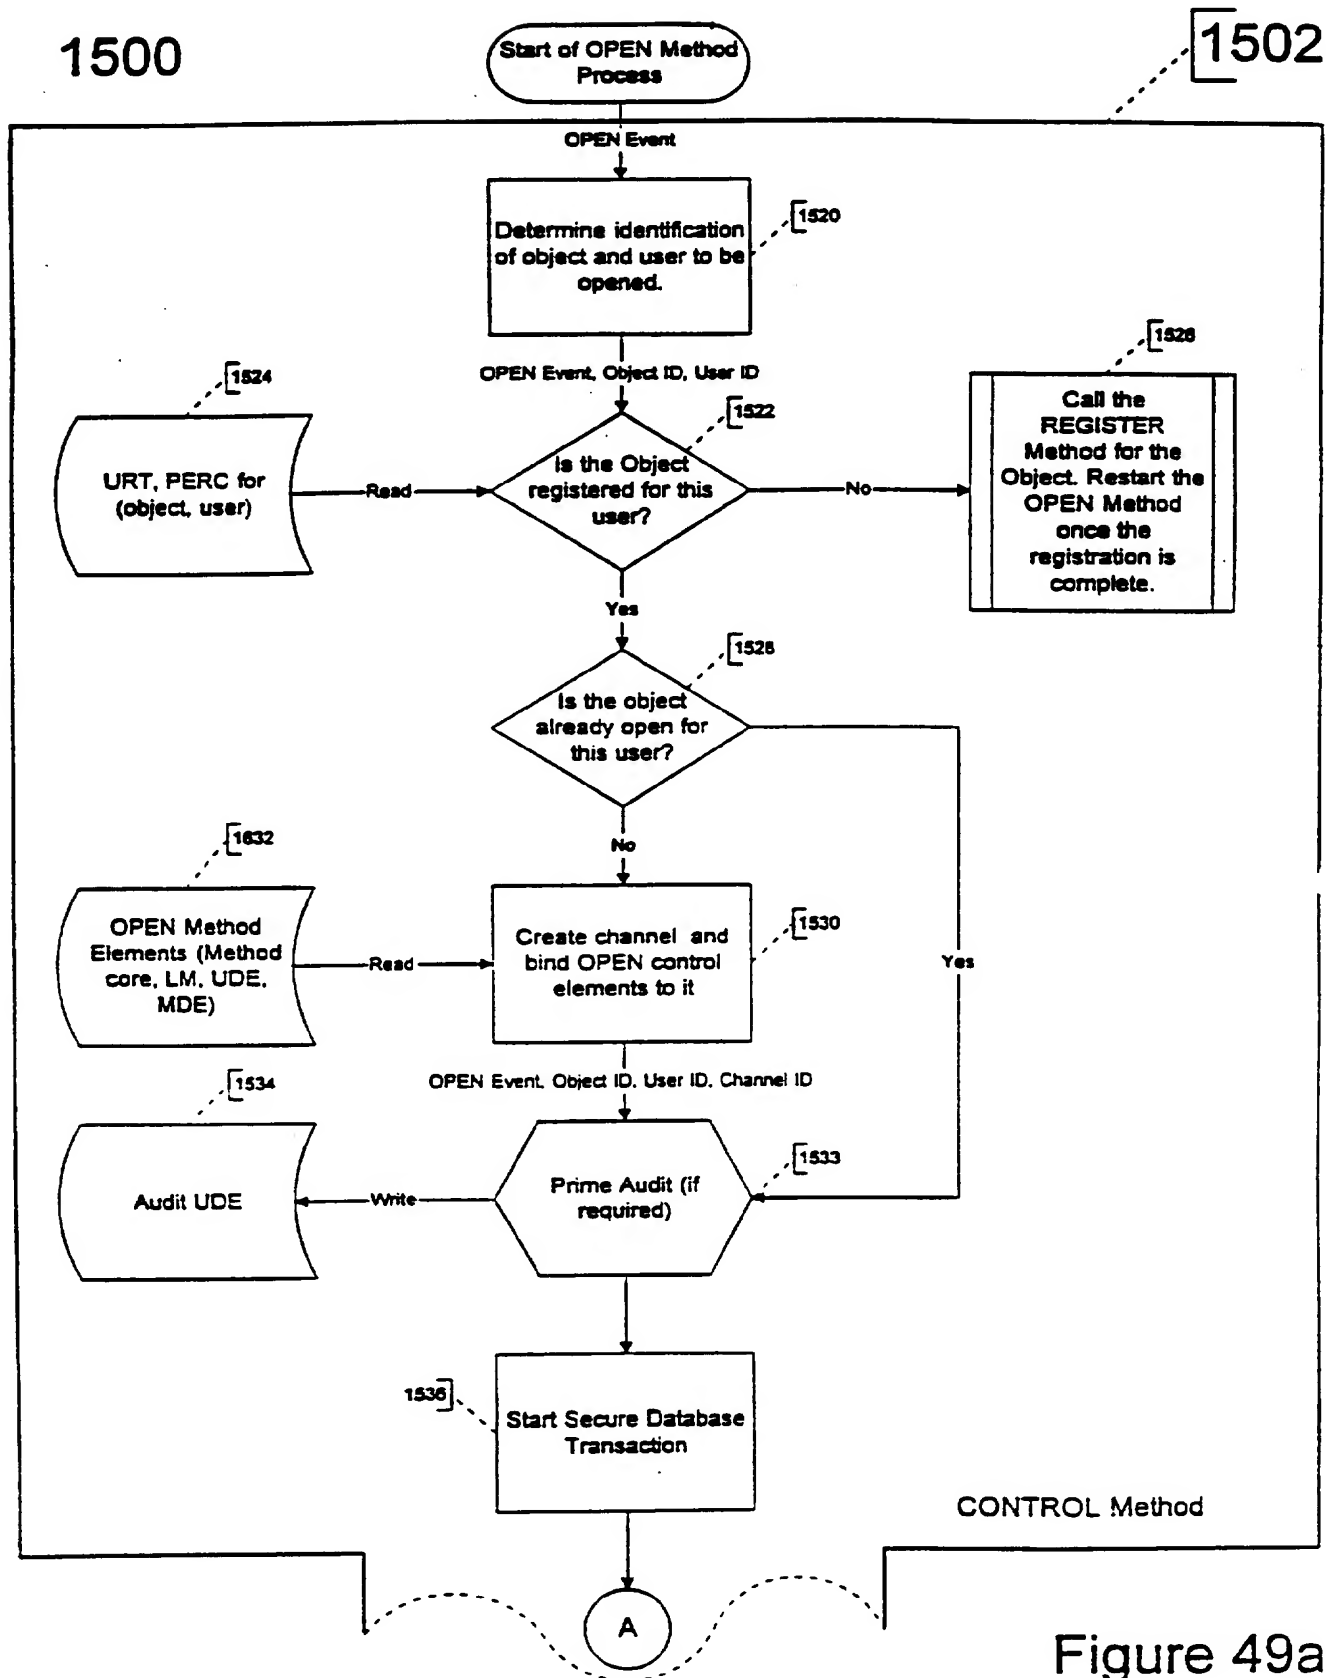 1500
Start of OPEN Method
Process
1502
OPEN Event
Determine identification
of object and user to be
opened.
1520
OPEN Event, Object ID, User ID
1524
URT, PERC for
(object, user)
Read
1522
Is the Object
registered for this
user?
No
1526
Call the
REGISTER
Method for the
Object. Restart the
OPEN Method
once the
registration is
complete.
Yes
1528
Is the object
already open for
this user?
No
Yes
1632
OPEN Method
Elements (Method
core, LM, UDE,
MDE)
Read
1530
Create channel and
bind OPEN control
elements to it
OPEN Event, Object ID, User ID, Channel ID
1534
Audit UDE
Write
1533
Prime Audit (if
required)
1536
Start Secure Database
Transaction
CONTROL Method
A
Figure 49a